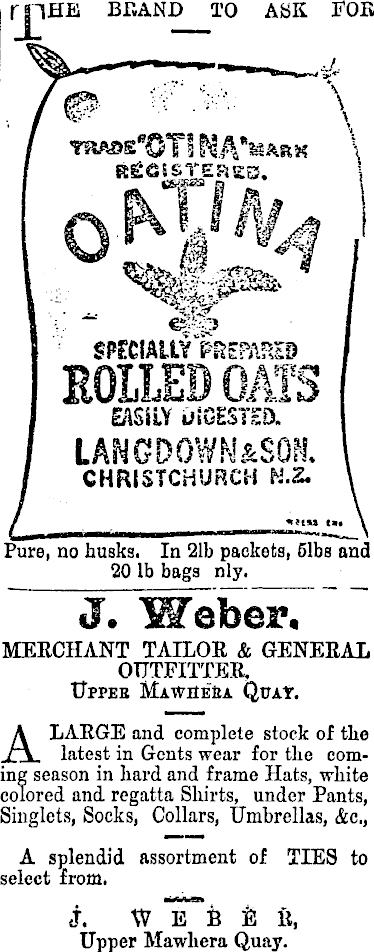 THE BRAND TO ASK FOR
TRADE "OTINA" MARK
REGISTERED.
OATINA
SPECIALLY PREPARED
ROLLED OATS
EASILY DIGESTED.
LANGDOWN & SON.
CHRISTCHURCH N.Z.
Pure, no husks. In 2lb packets, 5lbs and
20 lb bags nly.
J. Weber.
MERCHANT TAILOR & GENERAL
OUTFITTER,
UPPER MAWHERA QUAY.
A LARGE and complete stock of the
latest in Gents wear for the com-
ing season in hard and frame Hats, white
colored and regatta Shirts, under Pants,
Singlets, Socks, Collars, Umbrellas, &c.,
A splendid assortment of TIES to
select from.
J. WEBER,
Upper Mawhera Quay.